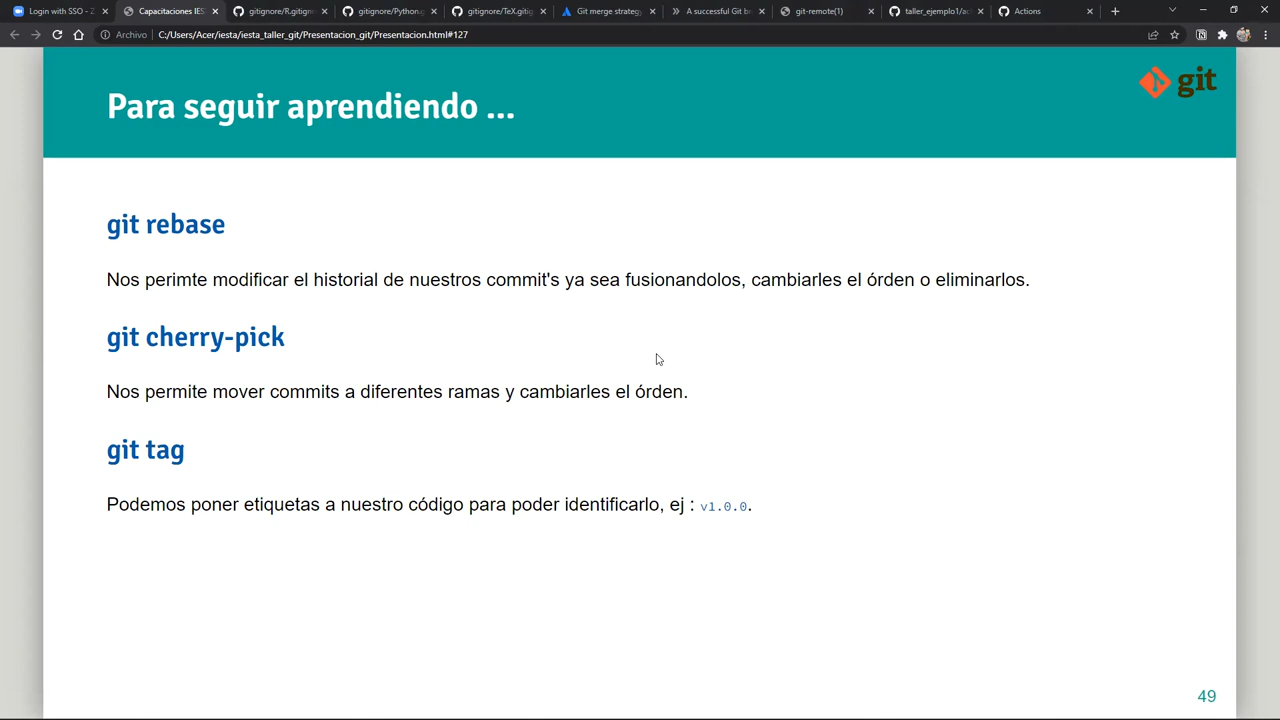 Login with SSO - Z
Capacitaciones IES
gitignore/R.gitign
gitignore/Python.g
gitignore/TeX.gitig
Git merge strateg
A successful Git b
git-remote(1)
taller_ejemplo1/ac
Actions
Archivo
C:/Users/Acer/iesta/iesta_taller_git/Presentacion_git/Presentacion.html#127
Para seguir aprendiendo ...
git
git rebase
Nos perimte modificar el historial de nuestros commit's ya sea fusionandolos, cambiarles el órden o eliminarlos.
git cherry-pick
Nos permite mover commits a diferentes ramas y cambiarles el órden.
git tag
Podemos poner etiquetas a nuestro código para poder identificarlo, ej : v1.0.0.
49